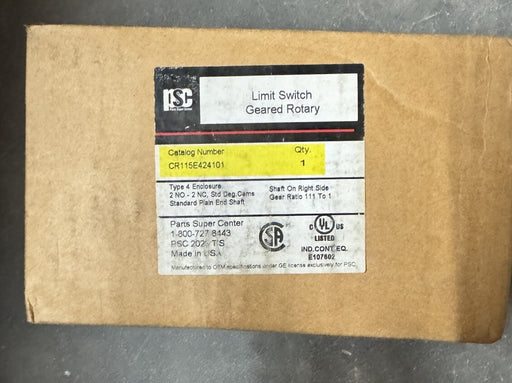 PSC
Limit Switch
Geared Rotary
Catalog Number
Qty.
CR115E424101
1
Type 4 Enclosure
2 NO - 2 NC, Std Deg.Cams
Standard Plain End Shaft
Shaft On Right Side
Gear Ratio 111 To 1
Parts Super Center
1-800-727-8443
PSC 202
Made in USA
C UL US
LISTED
IND.CONT.EQ.
E107602
Manufactured to OEM specifications under GE license exclusively for PSC